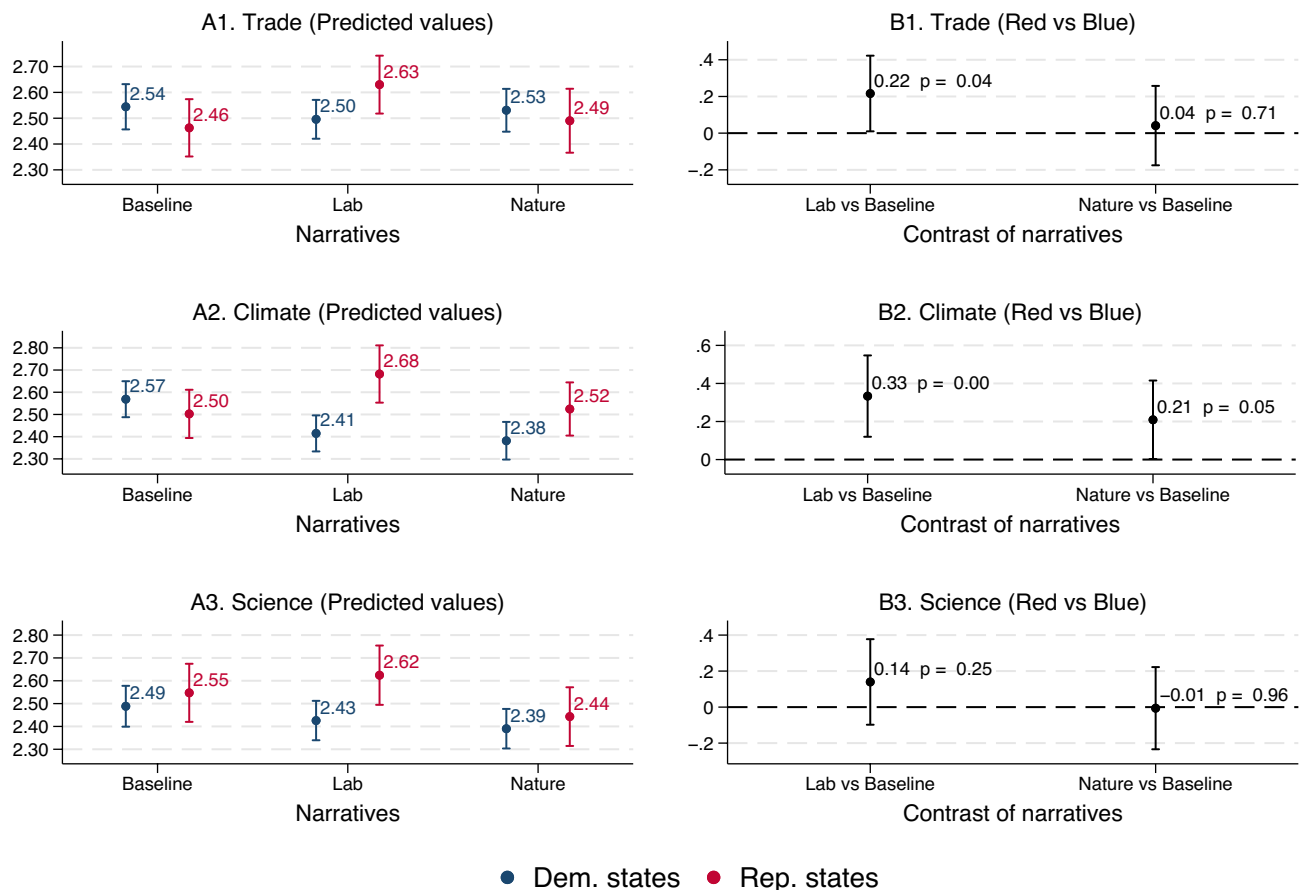 A1. Trade (Predicted values)
2.70
2.60
2.50
2.40
2.30
2.54
2.46
2.50
2.63
2.53
2.49
Baseline
Lab
Nature
Narratives
B1. Trade (Red vs Blue)
.4
.2
0
−.2
0.22 p = 0.04
0.04 p = 0.71
Lab vs Baseline
Nature vs Baseline
Contrast of narratives
A2. Climate (Predicted values)
2.80
2.70
2.60
2.50
2.40
2.30
2.57
2.50
2.41
2.68
2.38
2.52
Baseline
Lab
Nature
Narratives
B2. Climate (Red vs Blue)
.6
.4
.2
0
0.33 p = 0.00
0.21 p = 0.05
Lab vs Baseline
Nature vs Baseline
Contrast of narratives
A3. Science (Predicted values)
2.80
2.70
2.60
2.50
2.40
2.30
2.49
2.55
2.43
2.62
2.39
2.44
Baseline
Lab
Nature
Narratives
B3. Science (Red vs Blue)
.4
.2
0
−.2
0.14 p = 0.25
−0.01 p = 0.96
Lab vs Baseline
Nature vs Baseline
Contrast of narratives
Dem. states
Rep. states